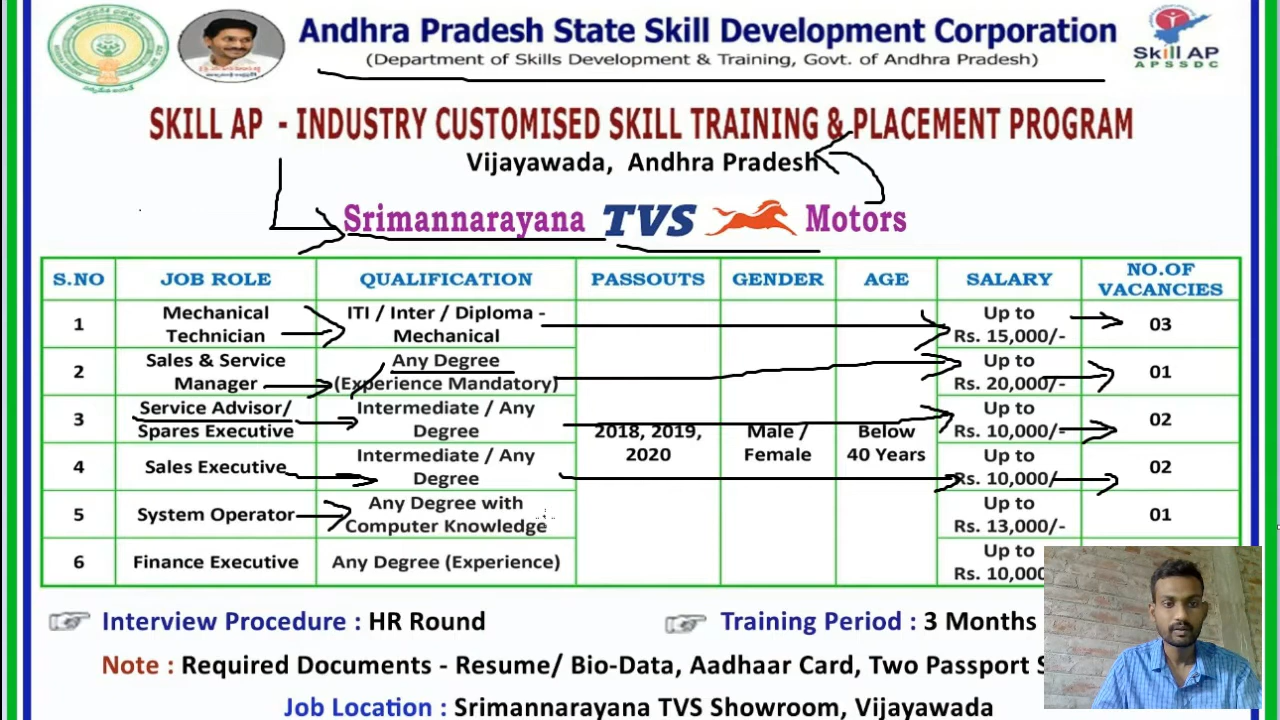 Andhra Pradesh State Skill Development Corporation
(Department of Skills Development & Training, Govt. of Andhra Pradesh)
Skill AP
APSSDC
SKILL AP - INDUSTRY CUSTOMISED SKILL TRAINING & PLACEMENT PROGRAM
Vijayawada, Andhra Pradesh
Srimannarayana TVS Motors
S.NO JOB ROLE QUALIFICATION PASSOUTS GENDER AGE SALARY NO.OF VACANCIES
1 Mechanical Technician ITI / Inter / Diploma - Mechanical Up to Rs. 15,000/- 03
2 Sales & Service Manager Any Degree (Experience Mandatory) Up to Rs. 20,000/- 01
3 Service Advisor/ Spares Executive Intermediate / Any Degree Up to Rs. 10,000/- 02
2018, 2019, 2020 Male / Female Below 40 Years
4 Sales Executive Intermediate / Any Degree Up to Rs. 10,000/- 02
5 System Operator Any Degree with Computer Knowledge Up to Rs. 13,000/- 01
6 Finance Executive Any Degree (Experience) Up to Rs. 10,000
Interview Procedure : HR Round
Training Period : 3 Months
Note : Required Documents - Resume/ Bio-Data, Aadhaar Card, Two Passport S
Job Location : Srimannarayana TVS Showroom, Vijayawada